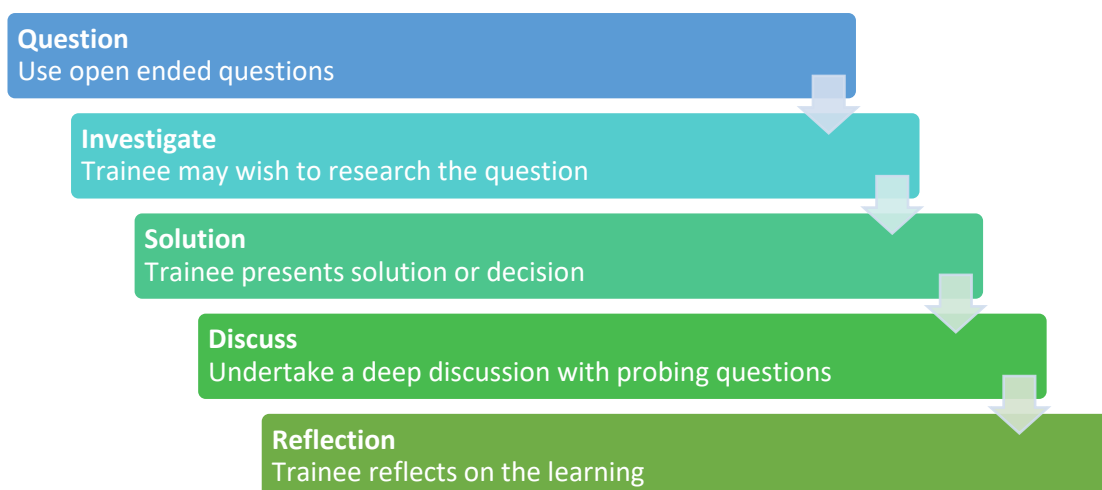 Question
Use open ended questions
Investigate
Trainee may wish to research the question
Solution
Trainee presents solution or decision
Discuss
Undertake a deep discussion with probing questions
Reflection
Trainee reflects on the learning